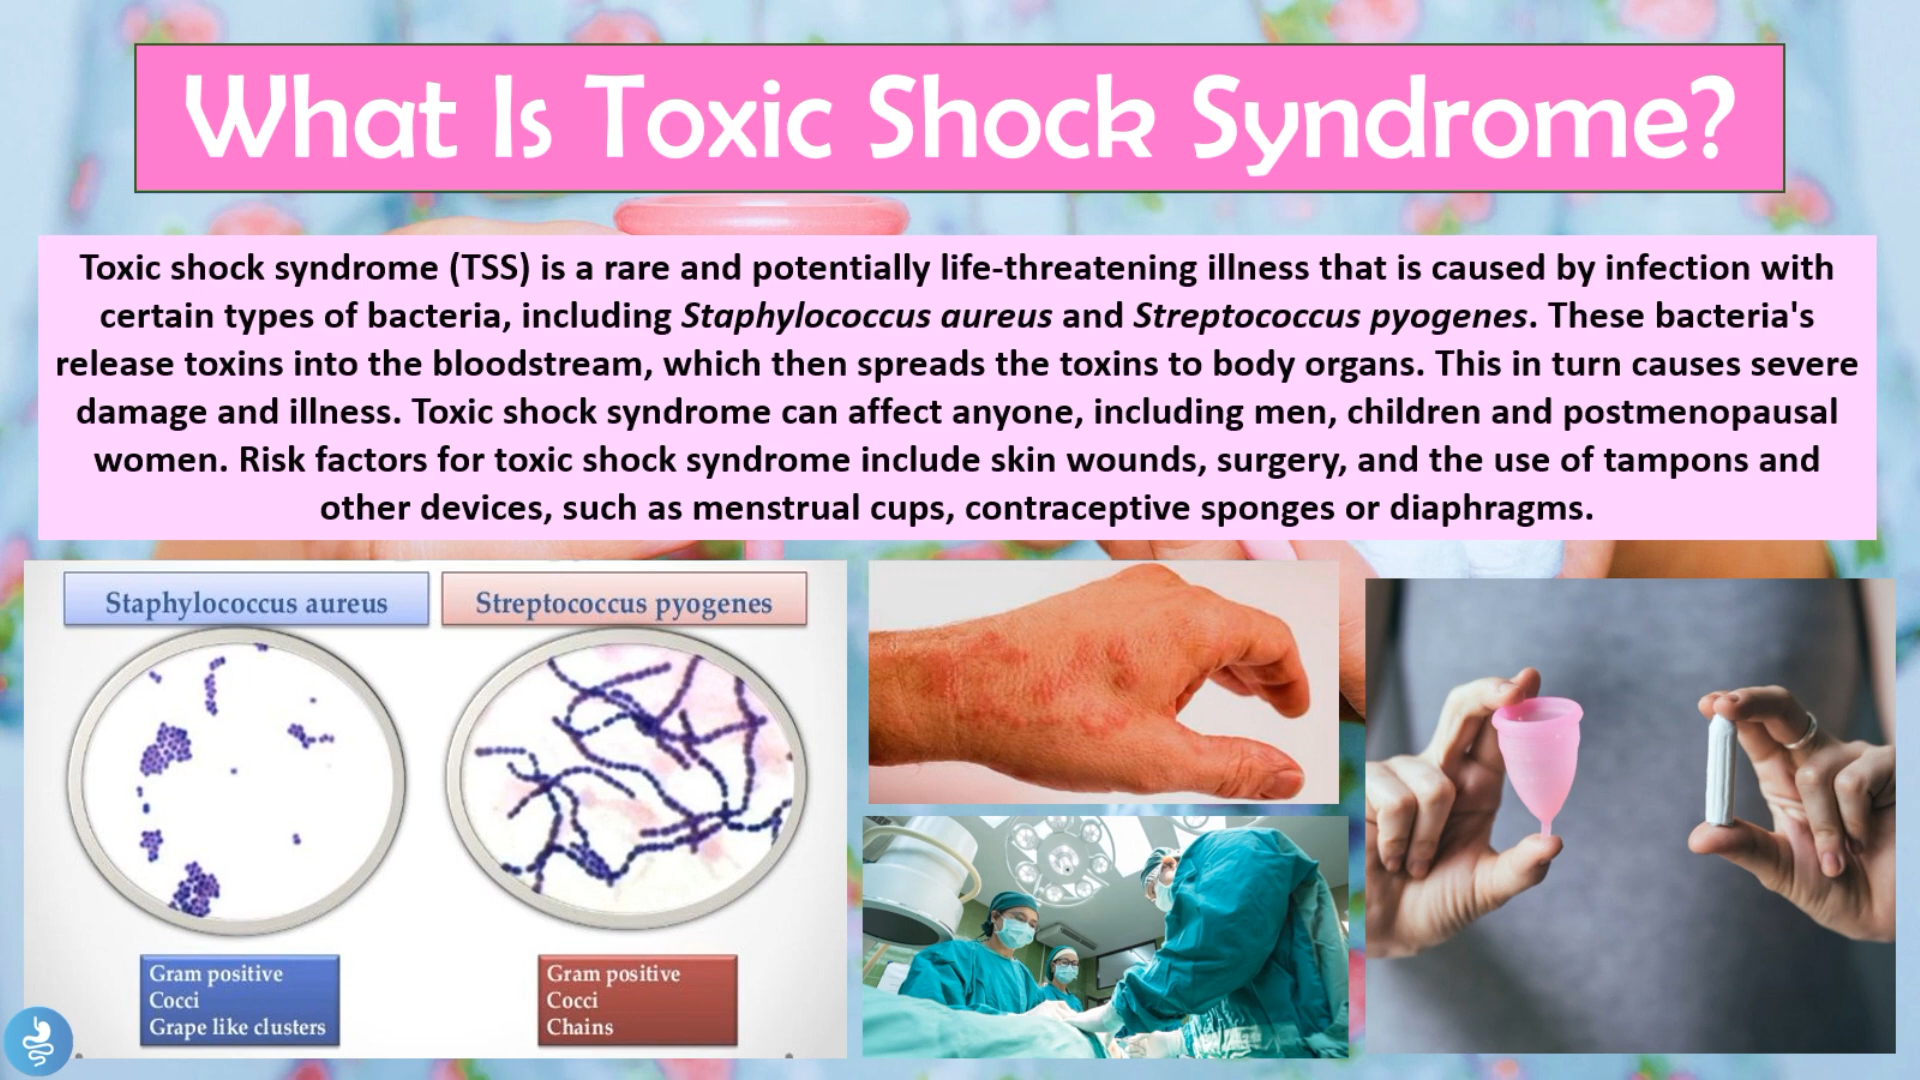 What Is Toxic Shock Syndrome?
Toxic shock syndrome (TSS) is a rare and potentially life-threatening illness that is caused by infection with
certain types of bacteria, including Staphylococcus aureus and Streptococcus pyogenes. These bacteria's
release toxins into the bloodstream, which then spreads the toxins to body organs. This in turn causes severe
damage and illness. Toxic shock syndrome can affect anyone, including men, children and postmenopausal
women. Risk factors for toxic shock syndrome include skin wounds, surgery, and the use of tampons and
other devices, such as menstrual cups, contraceptive sponges or diaphragms.
Staphylococcus aureus
Streptococcus pyogenes
Gram positive
Cocci
Grape like clusters
Gram positive
Cocci
Chains